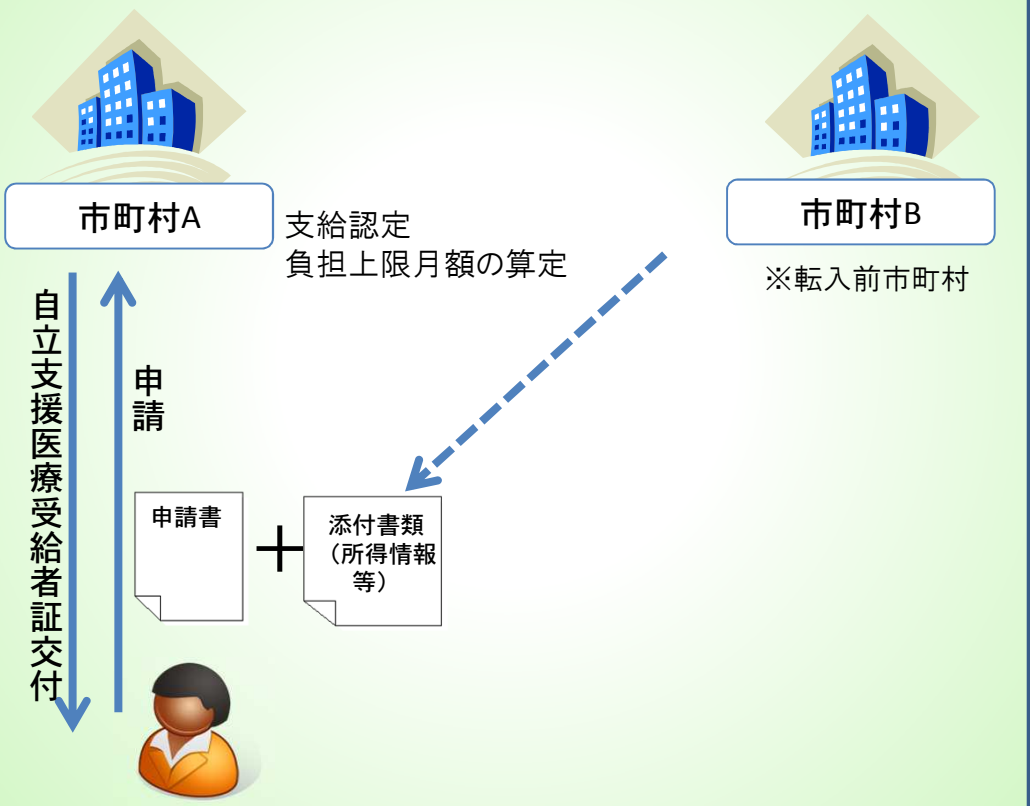 市町村A
市町村B
支給認定
負担上限月額の算定
※転入前市町村
自立支援医療受給者証交付
申請
申請書
＋
添付書類
（所得情報
等）